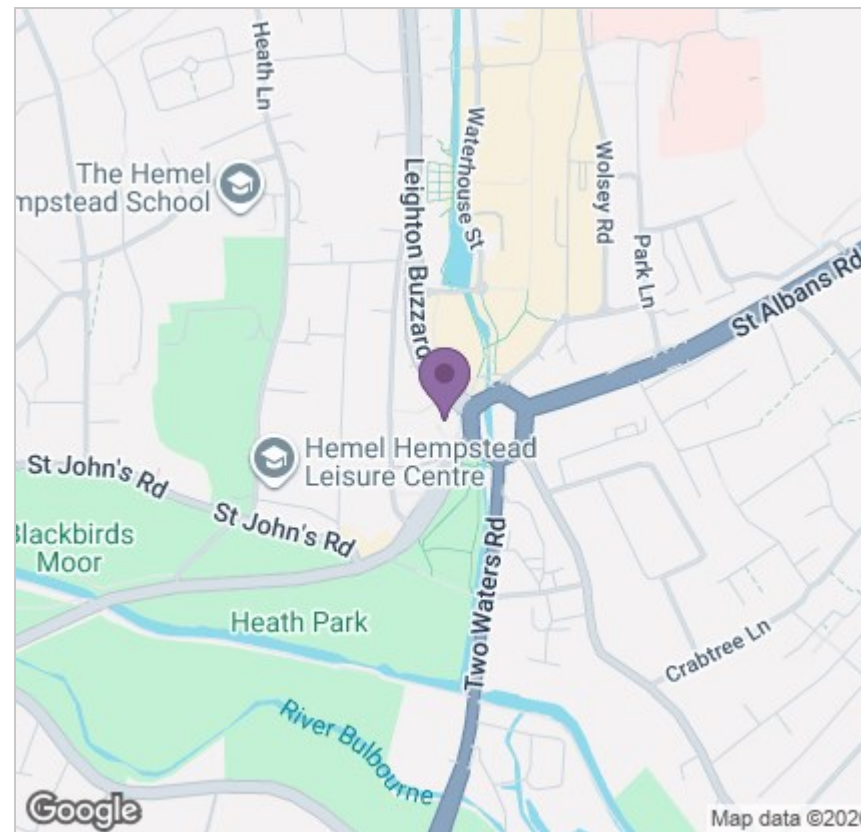 Heath Ln
Waterhouse St
Leighton Buzzard
Wolsey Rd
Park Ln
The Hemel
mpstead School
St Albans Rd
Hemel Hempstead
Leisure Centre
St John's Rd
St John's Rd
Blackbirds
Moor
Heath Park
Two Waters Rd
Crabtree Ln
River Bulbourne
Google
Map data ©202